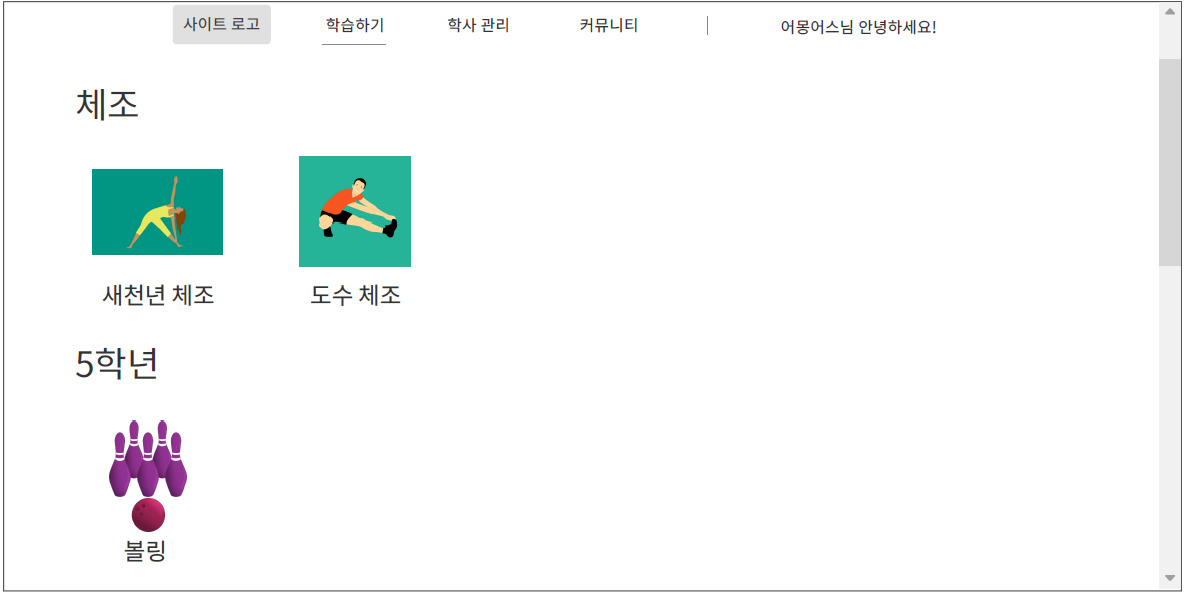 사이트 로고 학습하기 학사 관리 커뮤니티 | 어몽어스님 안녕하세요!
체조
새천년 체조 도수 체조
5학년
볼링